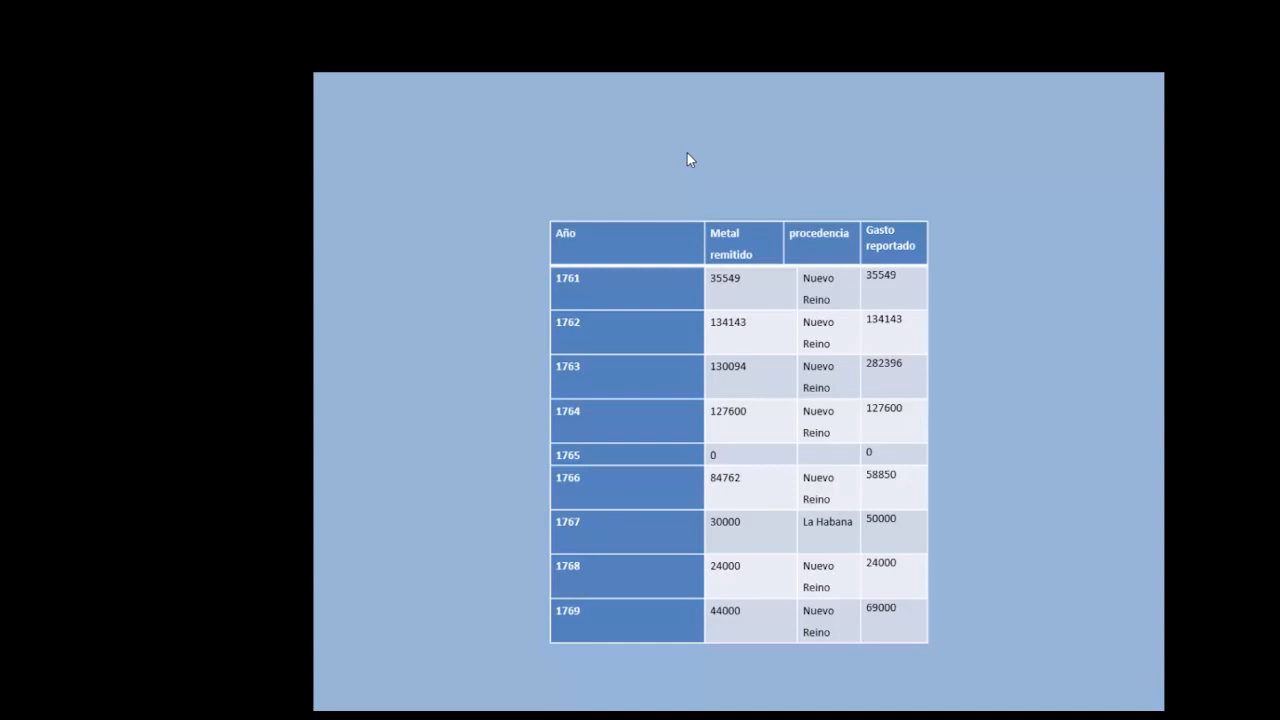 Año Metal remitido procedencia Gasto reportado
1761 35549 Nuevo Reino 35549
1762 134143 Nuevo Reino 134143
1763 130094 Nuevo Reino 282396
1764 127600 Nuevo Reino 127600
1765 0 0
1766 84762 Nuevo Reino 58850
1767 30000 La Habana 50000
1768 24000 Nuevo Reino 24000
1769 44000 Nuevo Reino 69000